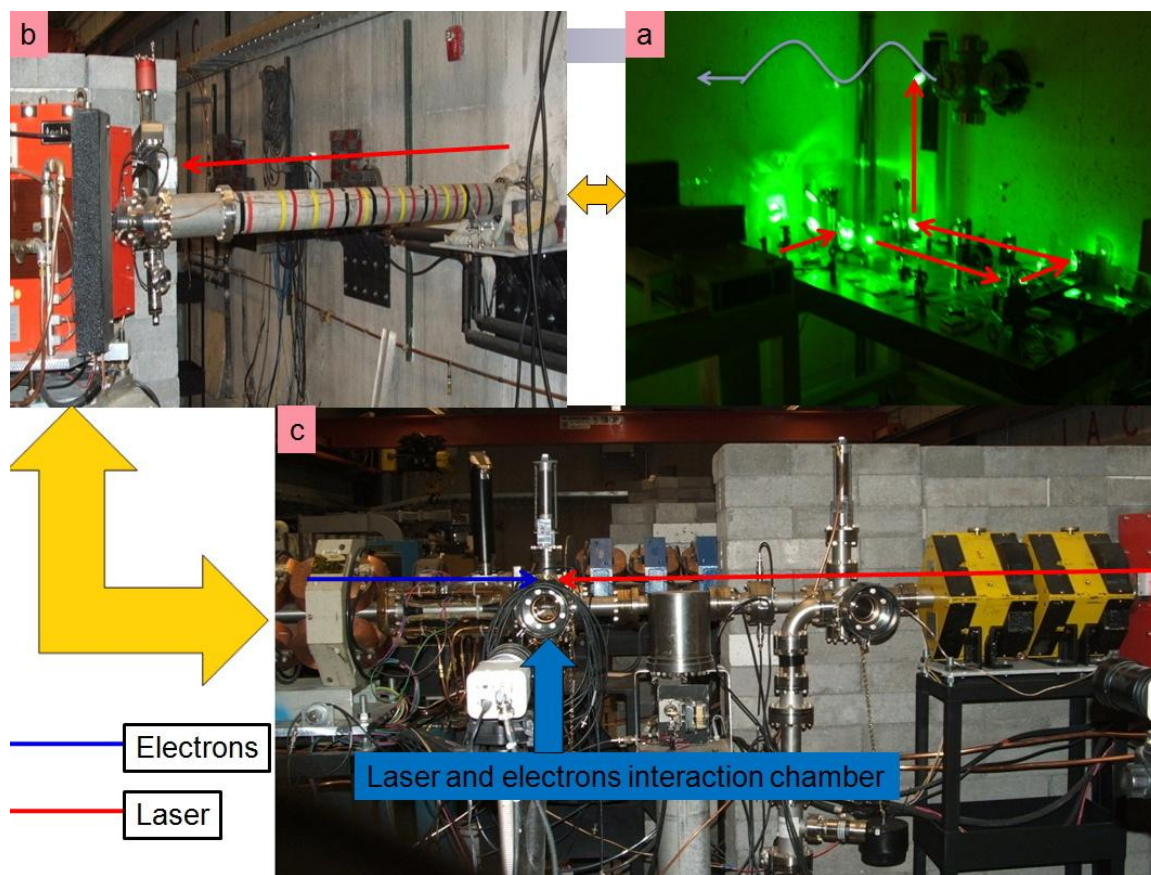 b
a
c
Electrons
Laser
Laser and electrons interaction chamber
I A C